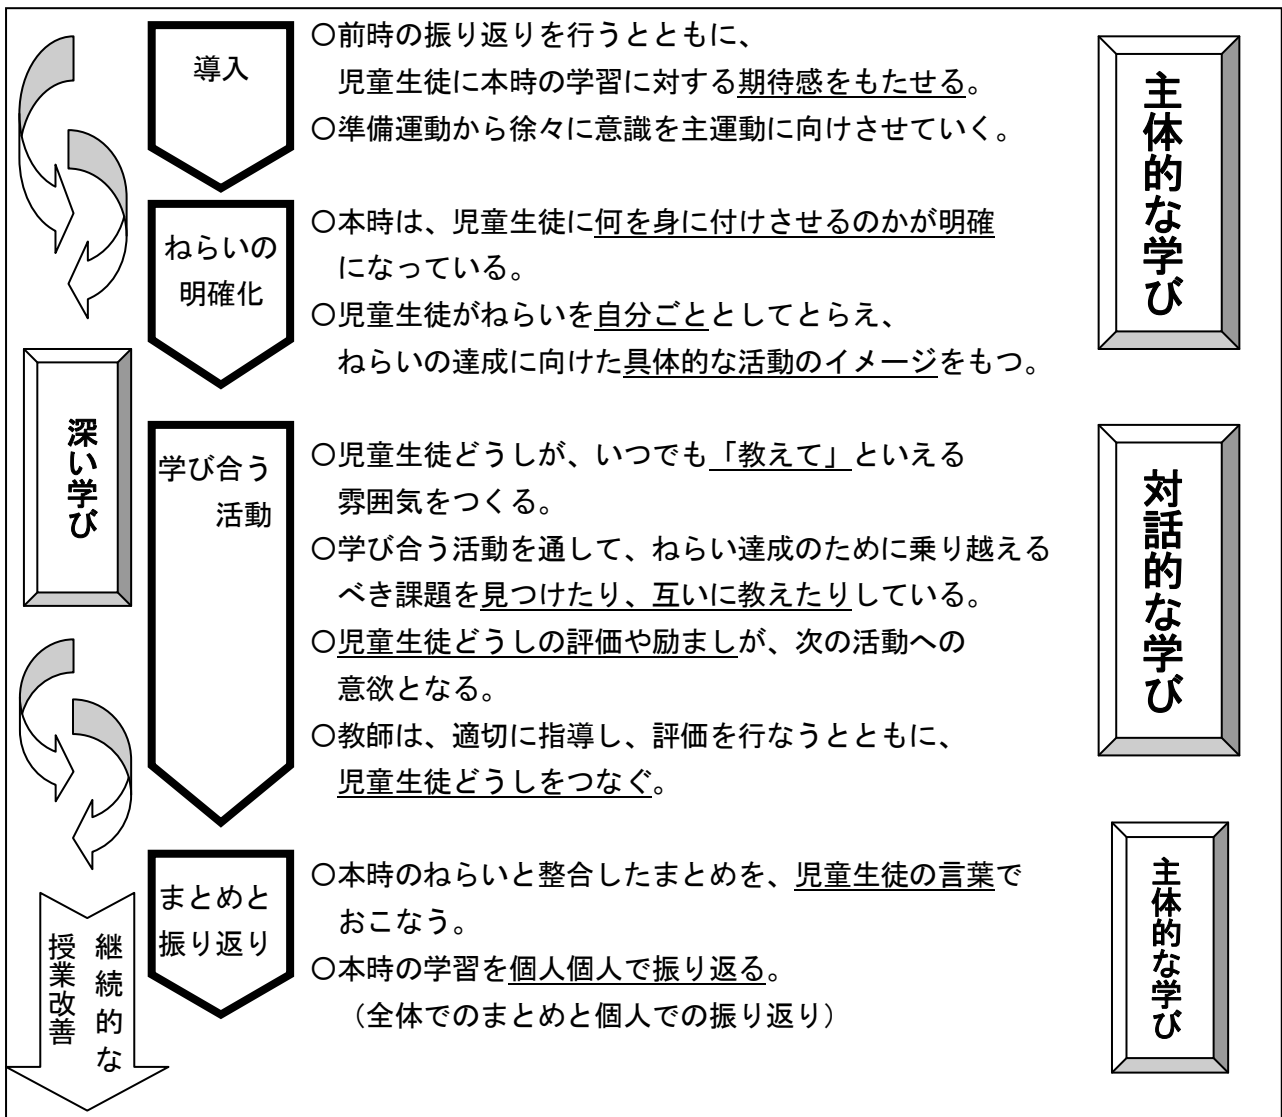 導入
〇前時の振り返りを行うとともに、
児童生徒に本時の学習に対する期待感をもたせる。
〇準備運動から徐々に意識を主運動に向けさせていく。
主体的な学び
ねらいの
明確化
〇本時は、児童生徒に何を身に付けさせるのかが明確
になっている。
〇児童生徒がねらいを自分ごととしてとらえ、
ねらいの達成に向けた具体的な活動のイメージをもつ。
深い学び
学び合う
活動
〇児童生徒どうしが、いつでも「教えて」といえる
雰囲気をつくる。
〇学び合う活動を通して、ねらい達成のために乗り越える
べき課題を見つけたり、互いに教えたりしている。
〇児童生徒どうしの評価や励ましが、次の活動への
意欲となる。
〇教師は、適切に指導し、評価を行なうとともに、
児童生徒どうしをつなぐ。
対話的な学び
まとめと
振り返り
〇本時のねらいと整合したまとめを、児童生徒の言葉で
おこなう。
〇本時の学習を個人個人で振り返る。
（全体でのまとめと個人での振り返り）
主体的な学び
継続的な
授業改善